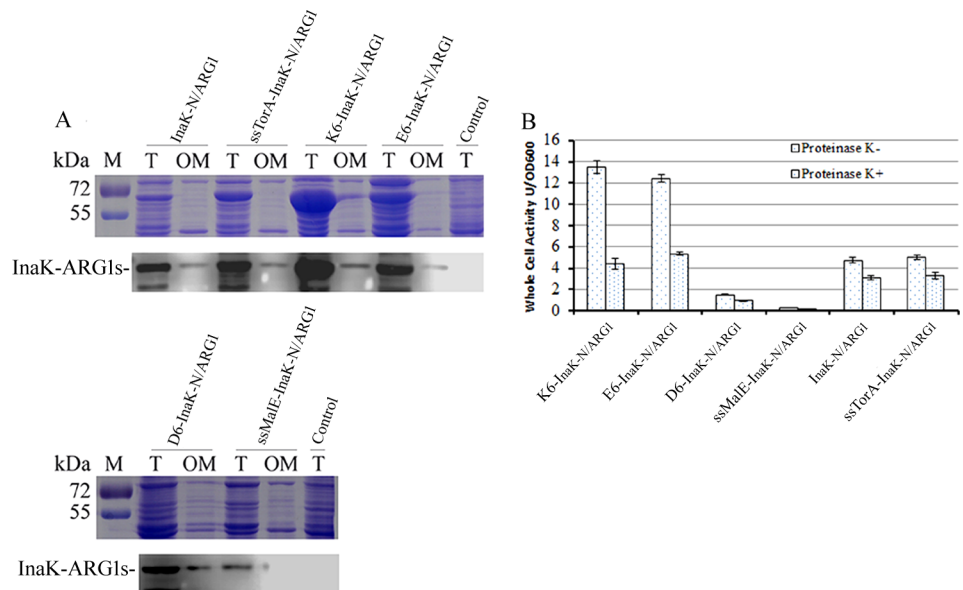 A
InaK-N/ARG1
ssTorA-InaK-N/ARG1
K6-InaK-N/ARG1
E6-InaK-N/ARG1
Control
kDa M T OM T OM T OM T OM T
72
55
InaK-ARG1s-
D6-InaK-N/ARG1
ssMalE-InaK-N/ARG1
Control
kDa M T OM T OM T
72
55
InaK-ARG1s-
B
Whole Cell Activity U/OD600
16
14
12
10
8
6
4
2
0
Proteinase K-
Proteinase K+
K6-InaK-N/ARG1
E6-InaK-N/ARG1
D6-InaK-N/ARG1
ssMalE-InaK-N/ARG1
InaK-N/ARG1
ssTorA-InaK-N/ARG1